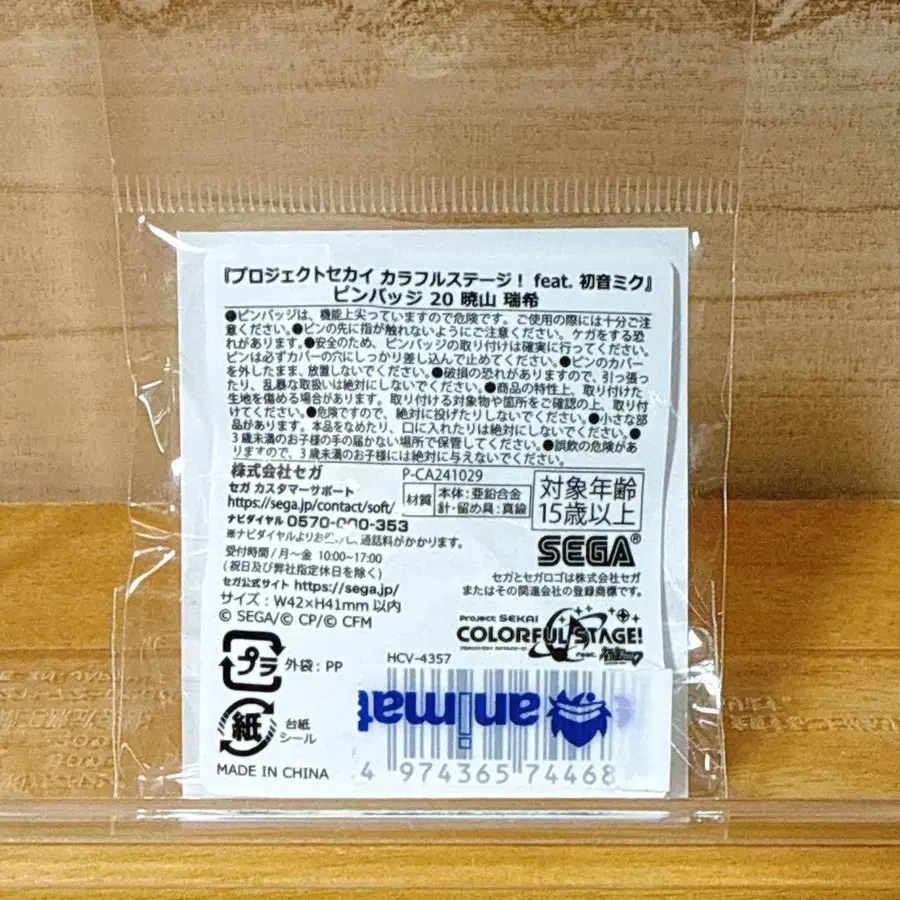 『プロジェクトセカイ カラフルステージ! feat. 初音ミク』
ピンバッジ 20 暁山 瑞希
●ピンバッジは、機能上尖っていますので危険です。ご使用の際には十分ご注
意ください。●ピンの先に指が触れないようにご注意ください。ケガをする恐
れがあります。●安全のため、ピンバッジの取り付けは確実に行ってください。
ピンは必ずカバーの穴にしっかり差し込んで止めてください。●ピンのカバー
を外したまま、放置しないでください。●破損の恐れがありますので、引っ張っ
たり、乱暴な取扱いは絶対にしないでください。●商品の特性上、取り付けた
生地を傷める場合があります。取り付ける対象物や箇所をご確認の上、取り付
けてください。●危険ですので、絶対に投げたりしないでください。●小さな部
品があります。本品をなめたり、口に入れたりは絶対にしないでください。●
3歳未満のお子様の手の届かない場所で保管してください。●誤飲の危険があ
りますので、3歳未満のお子様には絶対に与えないでください。
株式会社セガ
P-CA241029
セガ カスタマーサポート
https://sega.jp/contact/soft/
材質
本体:亜鉛合金
針・留め具:真鍮
対象年齢
15歳以上
ナビダイヤル 0570-000-353
※ナビダイヤルよりお 通話料がかかります。
受付時間/月~金 10:00~17:00
(祝日及び弊社指定休日を除く)
セガ公式サイト https://sega.jp/
サイズ:W42×H41mm 以内
© SEGA/© CP/© CFM
SEGA®
セガとセガロゴは株式会社セガ
またはその関連会社の登録商標です。
Project SEKAI
COLORFUL STAGE!
feat. 初音ミク
プラ
外袋:PP
HCV-4357
紙
台紙
シール
animat
4 974365 74468
MADE IN CHINA